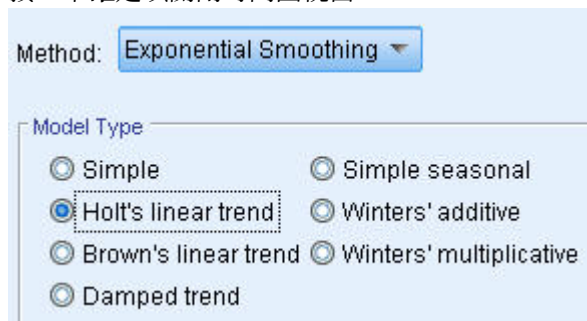 Method: Exponential Smoothing
Model Type
Simple
Simple seasonal
Holt's linear trend
Winters' additive
Brown's linear trend
Winters' multiplicative
Damped trend